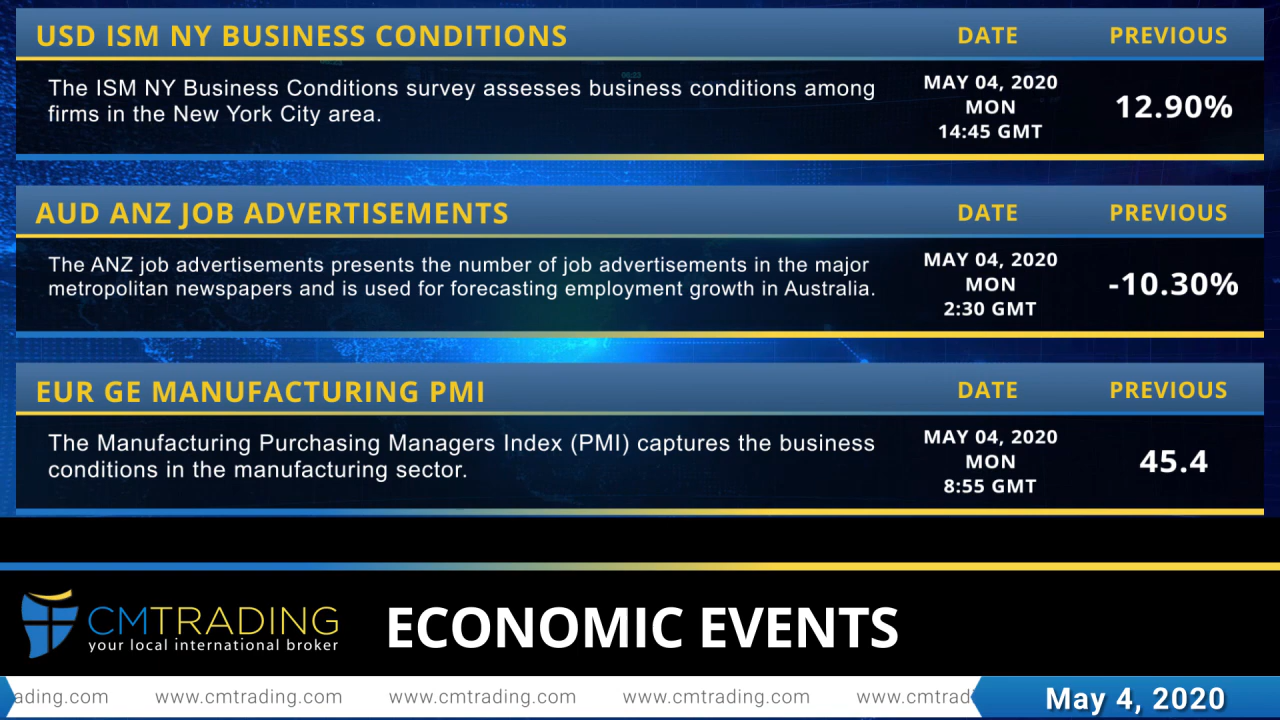 USD ISM NY BUSINESS CONDITIONS
DATE
PREVIOUS
The ISM NY Business Conditions survey assesses business conditions among
firms in the New York City area.
MAY 04, 2020
MON
14:45 GMT
12.90%
AUD ANZ JOB ADVERTISEMENTS
DATE
PREVIOUS
The ANZ job advertisements presents the number of job advertisements in the major
metropolitan newspapers and is used for forecasting employment growth in Australia.
MAY 04, 2020
MON
2:30 GMT
-10.30%
EUR GE MANUFACTURING PMI
DATE
PREVIOUS
The Manufacturing Purchasing Managers Index (PMI) captures the business
conditions in the manufacturing sector.
MAY 04, 2020
MON
8:55 GMT
45.4
CMTRADING
your local international broker
ECONOMIC EVENTS
ading.com www.cmtrading.com www.cmtrading.com www.cmtrading.com www.cmtrad
May 4, 2020